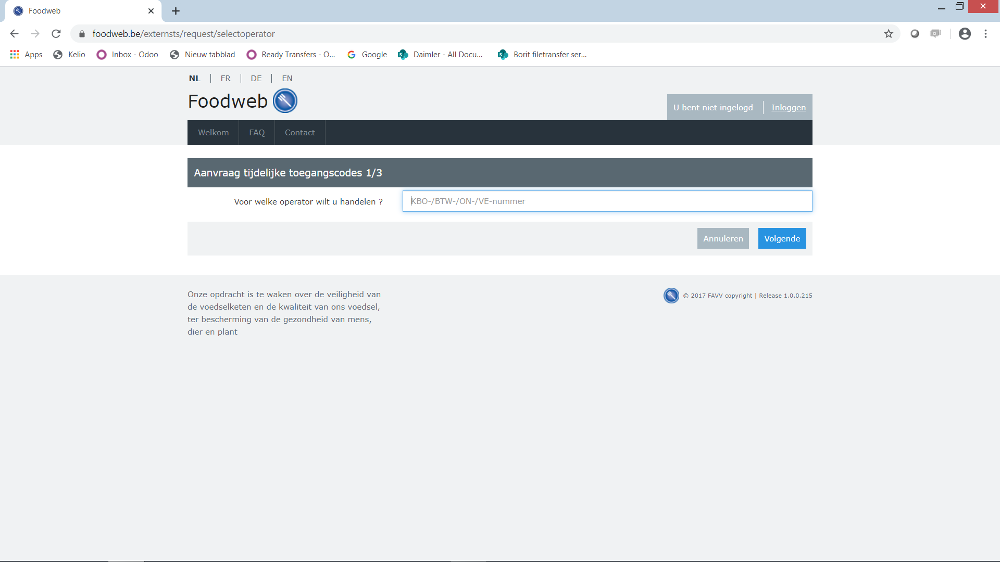 Foodweb
foodweb.be/externsts/request/selectoperator
Apps Kelio Inbox - Odoo Nieuw tabblad Ready Transfers - O... Google Daimler - All Docu... Borit filetransfer ser...
NL | FR | DE | EN
Foodweb
U bent niet ingelogd | Inloggen
Welkom FAQ Contact
Aanvraag tijdelijke toegangscodes 1/3
Voor welke operator wilt u handelen ? KBO-/BTW-/ON-/VE-nummer
Annuleren Volgende
Onze opdracht is te waken over de veiligheid van
de voedselketen en de kwaliteit van ons voedsel,
ter bescherming van de gezondheid van mens,
dier en plant
© 2017 FAVV copyright | Release 1.0.0.215